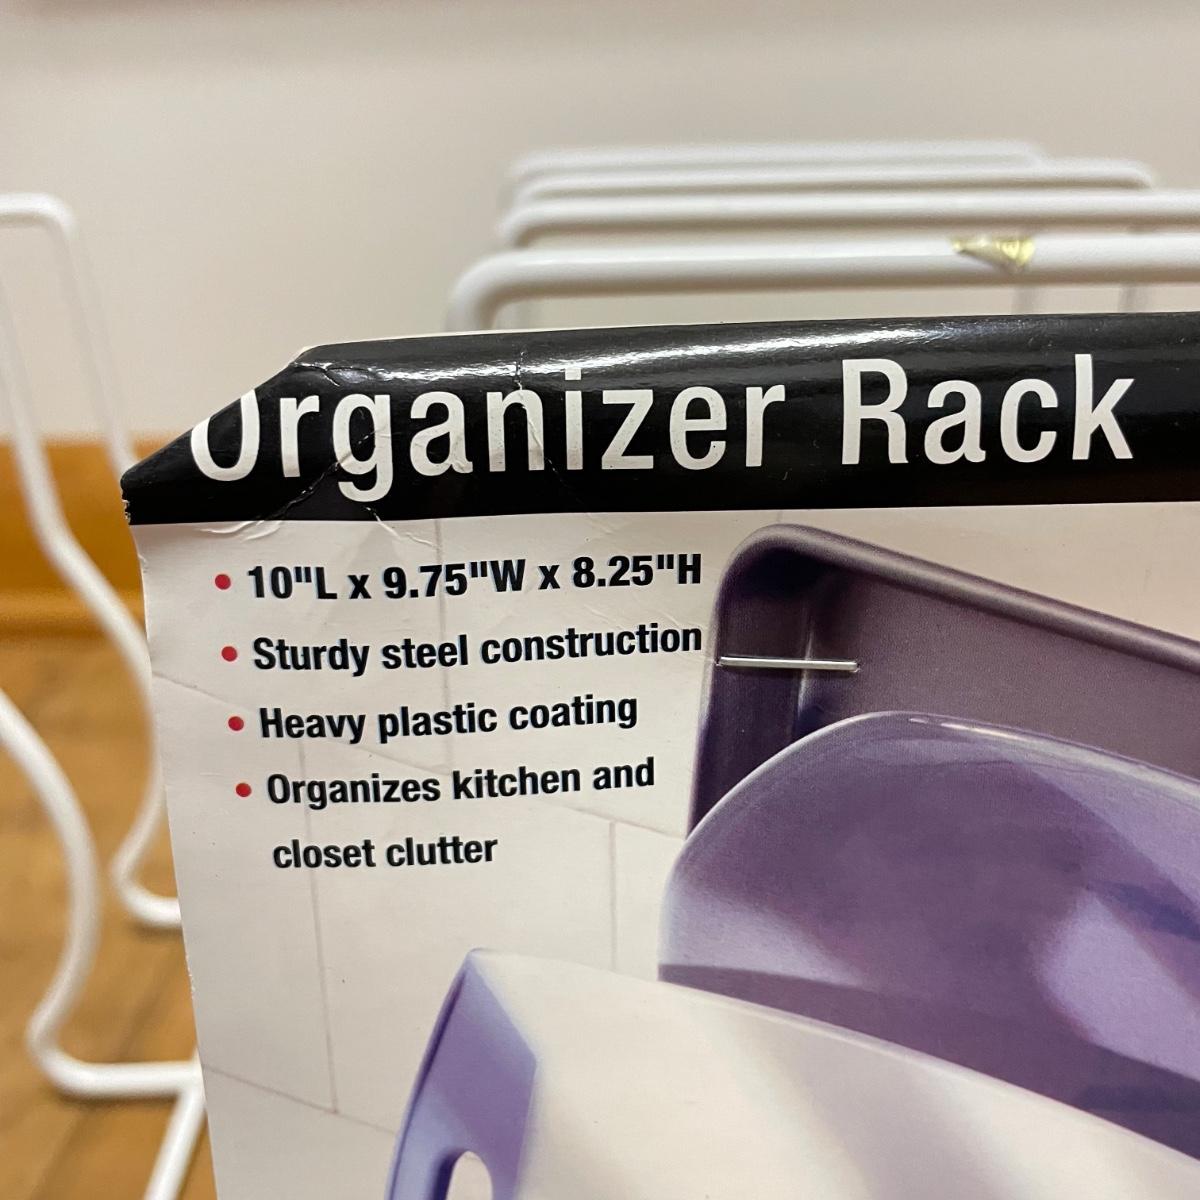 Organizer Rack
• 10"L x 9.75"W x 8.25"H
• Sturdy steel construction
• Heavy plastic coating
• Organizes kitchen and
closet clutter